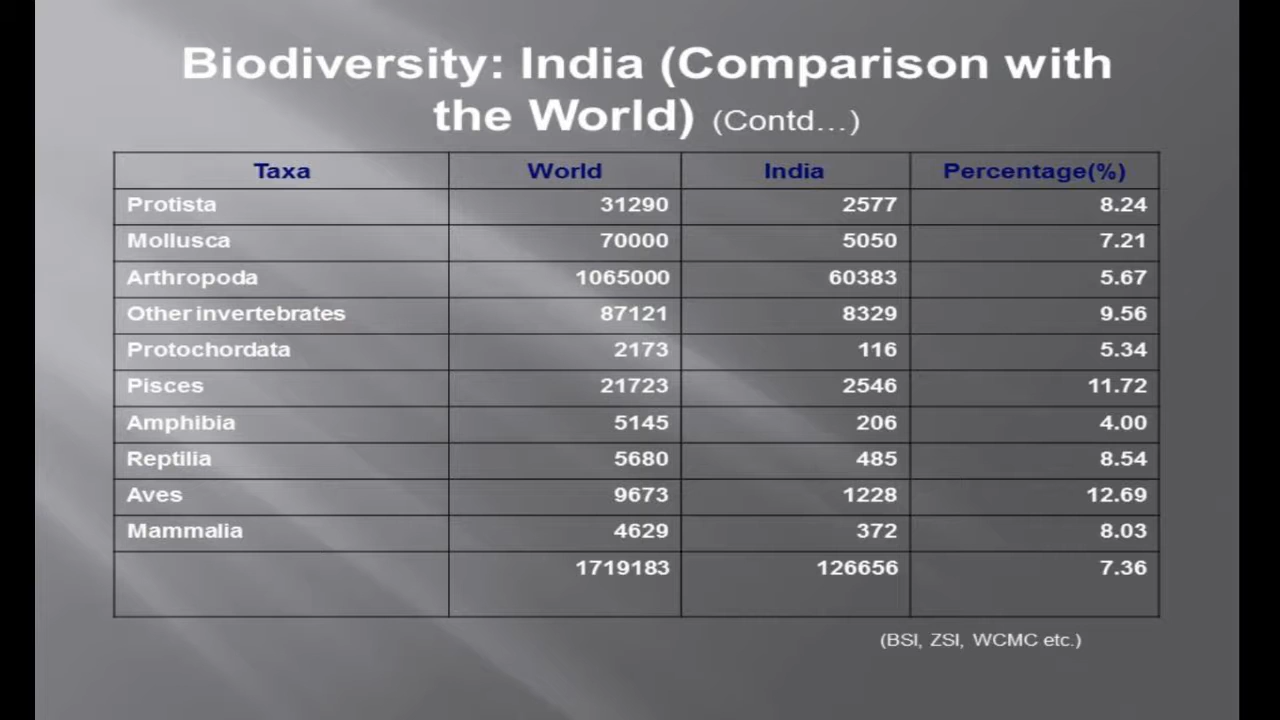 Biodiversity: India (Comparison with
the World) (Contd...)
Taxa World India Percentage(%)
Protista 31290 2577 8.24
Mollusca 70000 5050 7.21
Arthropoda 1065000 60383 5.67
Other invertebrates 87121 8329 9.56
Protochordata 2173 116 5.34
Pisces 21723 2546 11.72
Amphibia 5145 206 4.00
Reptilia 5680 485 8.54
Aves 9673 1228 12.69
Mammalia 4629 372 8.03
1719183 126656 7.36
(BSI, ZSI, WCMC etc.)